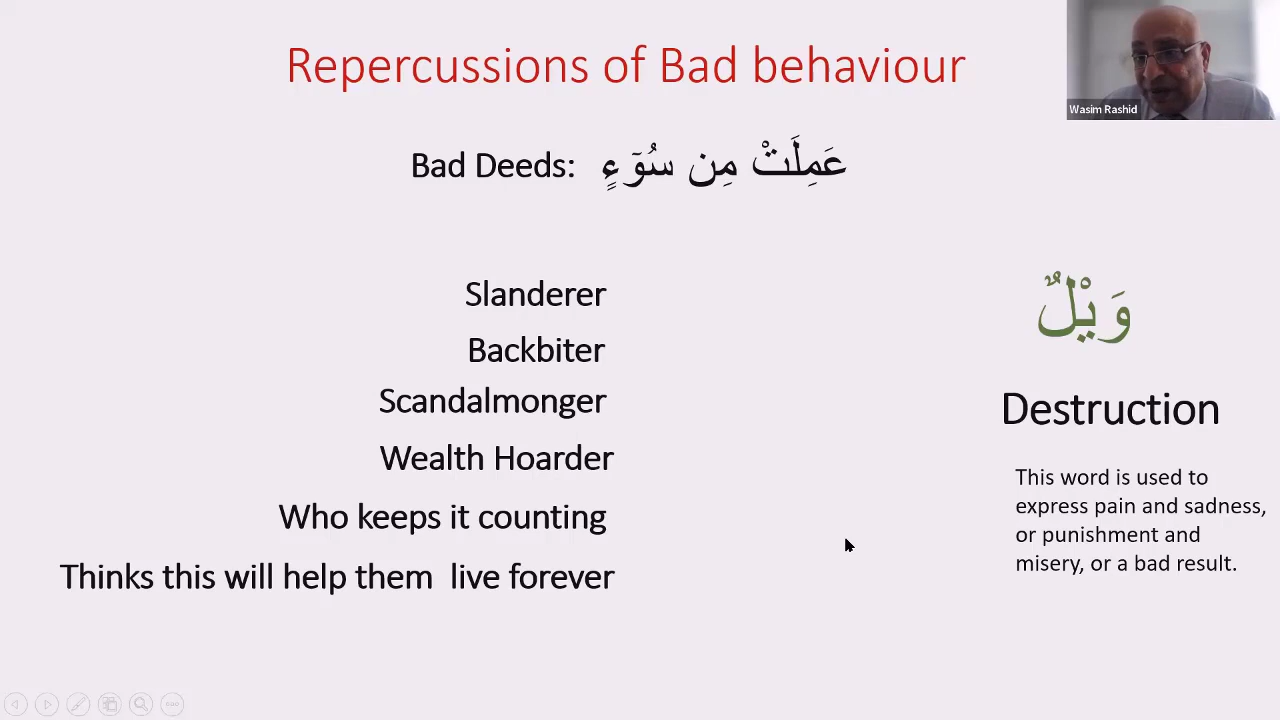 Repercussions of Bad behaviour
Wasim Rashid
Bad Deeds: عَمِلَتْ مِن سُوٓءٍ
Slanderer
Backbiter
Scandalmonger
Wealth Hoarder
Who keeps it counting
Thinks this will help them live forever
وَيْلٌ
Destruction
This word is used to
express pain and sadness,
or punishment and
misery, or a bad result.